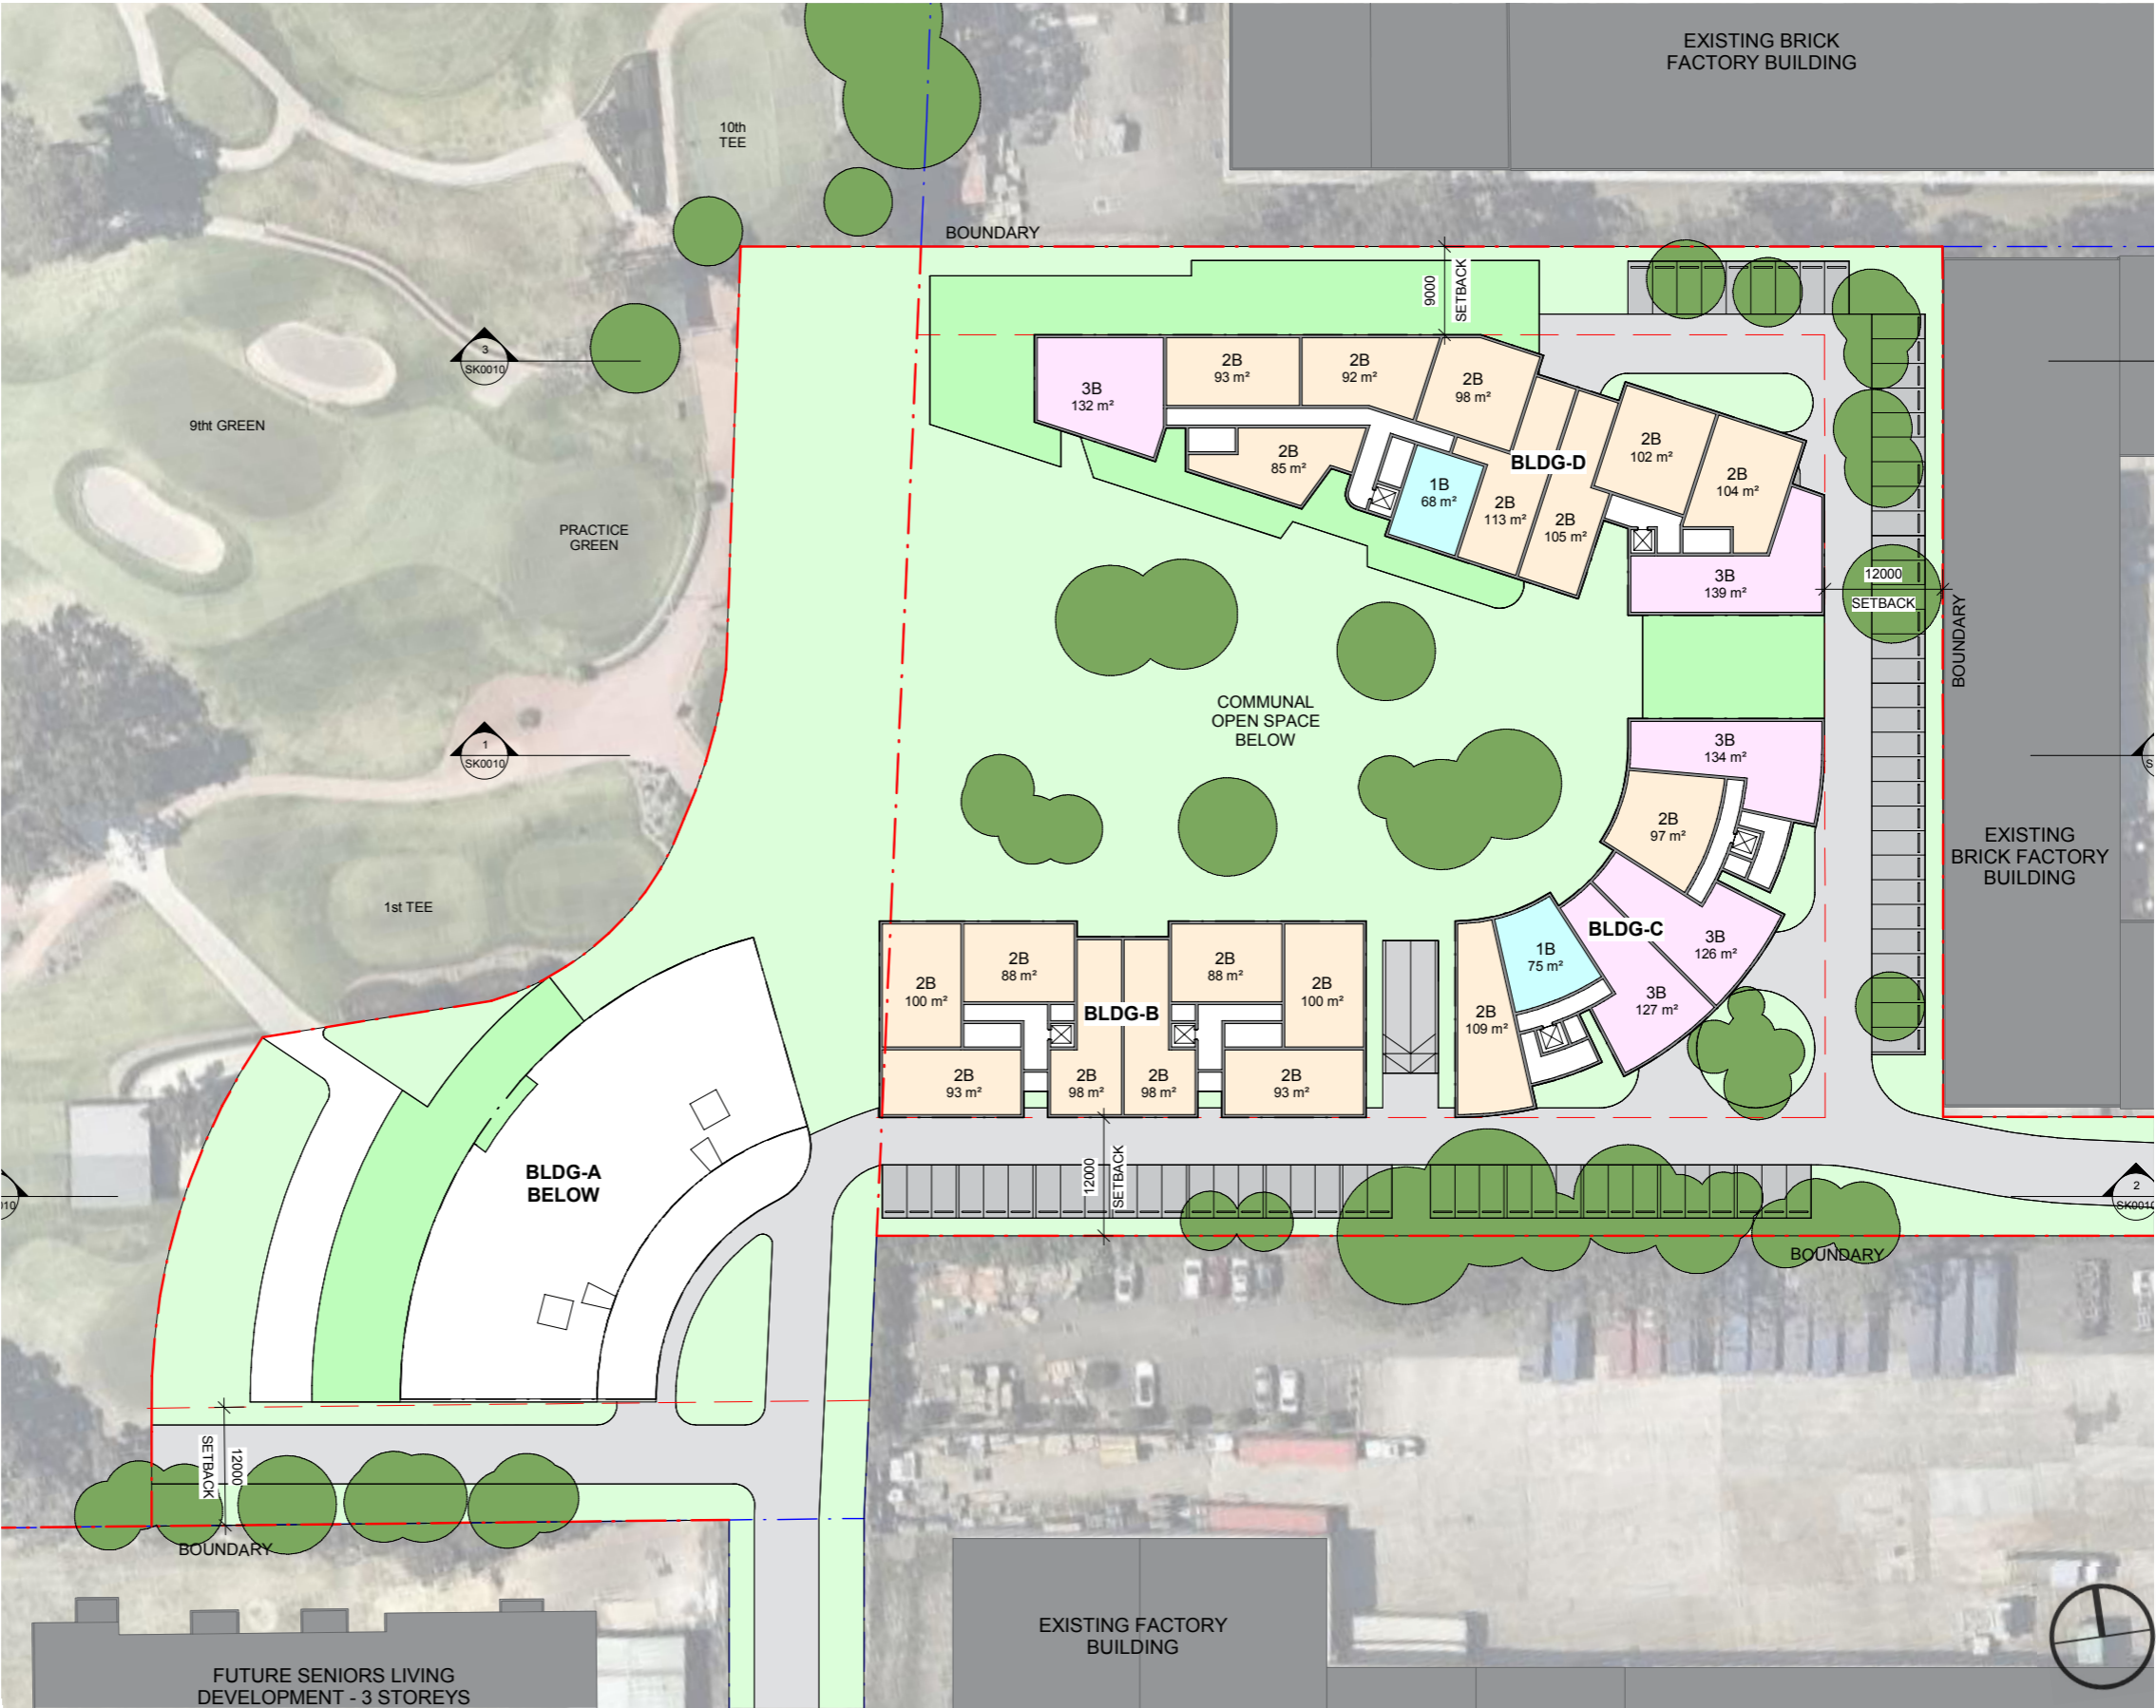 EXISTING BRICK
FACTORY BUILDING
10th
TEE
BOUNDARY
9000
SETBACK
3
SK0010
9tht GREEN
PRACTICE
GREEN
3B
132 m²
2B
93 m²
2B
92 m²
2B
98 m²
2B
85 m²
1B
68 m²
BLDG-D
2B
113 m²
2B
105 m²
2B
102 m²
2B
104 m²
3B
139 m²
12000
SETBACK
BOUNDARY
COMMUNAL
OPEN SPACE
BELOW
1
SK0010
3B
134 m²
2B
97 m²
EXISTING
BRICK FACTORY
BUILDING
1st TEE
BLDG-C
3B
126 m²
1B
75 m²
3B
127 m²
2B
109 m²
2B
100 m²
2B
88 m²
2B
88 m²
2B
100 m²
BLDG-B
2B
93 m²
2B
98 m²
2B
98 m²
2B
93 m²
BLDG-A
BELOW
12000
SETBACK
2
SK0010
BOUNDARY
SETBACK
12000
BOUNDARY
EXISTING FACTORY
BUILDING
FUTURE SENIORS LIVING
DEVELOPMENT - 3 STOREYS